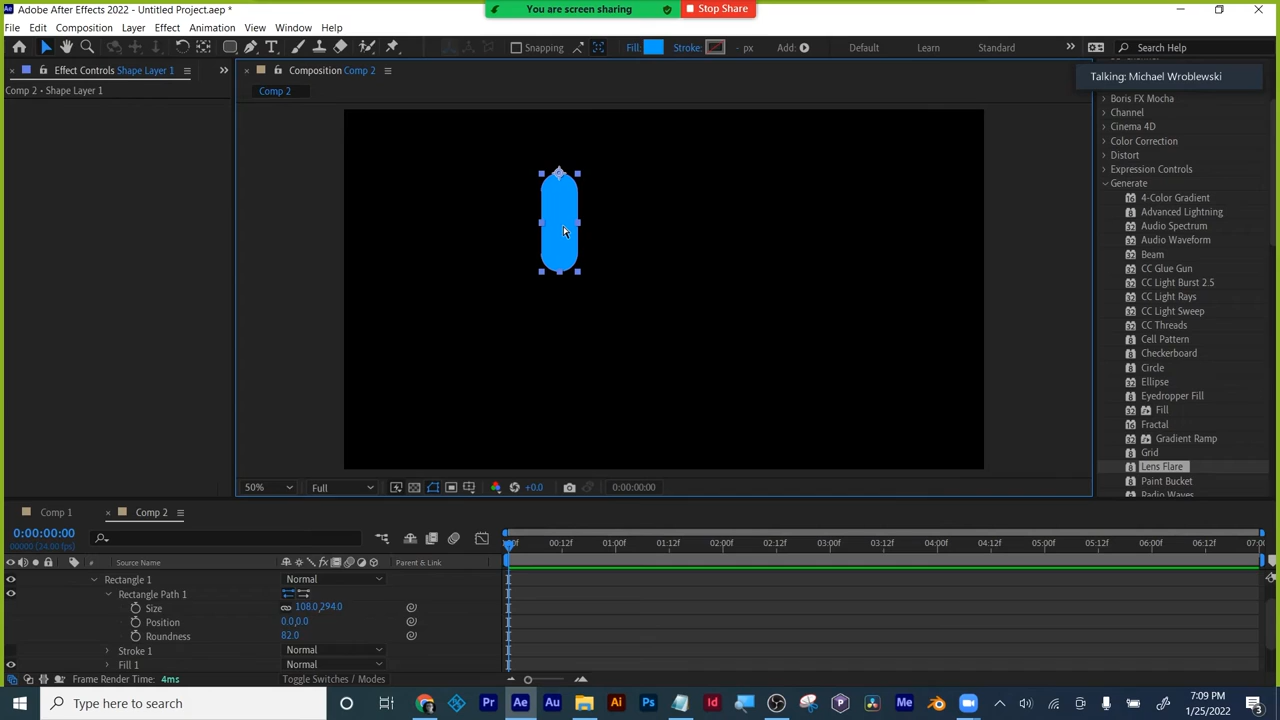 Adobe After Effects 2022 - Untitled Project.aep *
You are screen sharing
Stop Share
File Edit Composition Layer Effect Animation View Window Help
Snapping
Fill:
Stroke:
- px
Add:
Default
Learn
Standard
Search Help
Effect Controls Shape Layer 1
Composition Comp 2
Talking: Michael Wroblewski
Comp 2 • Shape Layer 1
Comp 2
Boris FX Mocha
Channel
Cinema 4D
Color Correction
Distort
Expression Controls
Generate
4-Color Gradient
Advanced Lightning
Audio Spectrum
Audio Waveform
Beam
CC Glue Gun
CC Light Burst 2.5
CC Light Rays
CC Light Sweep
CC Threads
Cell Pattern
Checkerboard
Circle
Ellipse
Eyedropper Fill
Fill
Fractal
Gradient Ramp
Grid
Lens Flare
Paint Bucket
Radio Waves
50%
Full
+0.0
0:00:00:00
Comp 1
Comp 2
0:00:00:00
00000 (24.00 fps)
00:12f 01:00f 01:12f 02:00f 02:12f 03:00f 03:12f 04:00f 04:12f 05:00f 05:12f 06:00f 06:12f
# Source Name
Parent & Link
Rectangle 1
Normal
Rectangle Path 1
Size
108.0,294.0
Position
0.0,0.0
Roundness
82.0
Stroke 1
Normal
Fill 1
Normal
Frame Render Time: 4ms
Toggle Switches / Modes
Type here to search
7:09 PM
1/25/2022